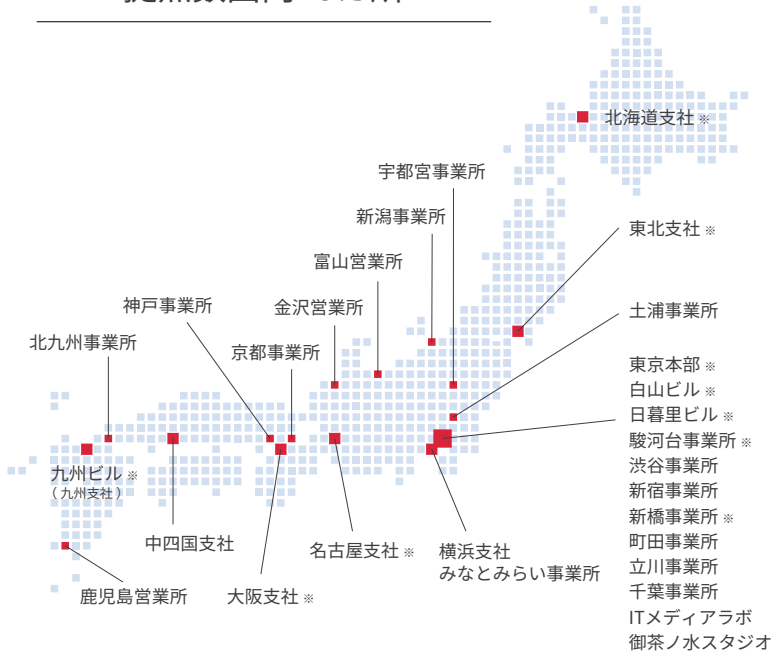 北海道支社 ※
宇都宮事業所
新潟事業所
東北支社 ※
富山営業所
神戸事業所
金沢営業所
土浦事業所
北九州事業所
京都事業所
東京本部 ※
白山ビル ※
日暮里ビル ※
駿河台事業所 ※
渋谷事業所
新宿事業所
新橋事業所 ※
町田事業所
立川事業所
千葉事業所
ITメディアラボ
御茶ノ水スタジオ
九州ビル ※
(九州支社)
中四国支社
名古屋支社 ※
横浜支社
みなとみらい事業所
鹿児島営業所
大阪支社 ※